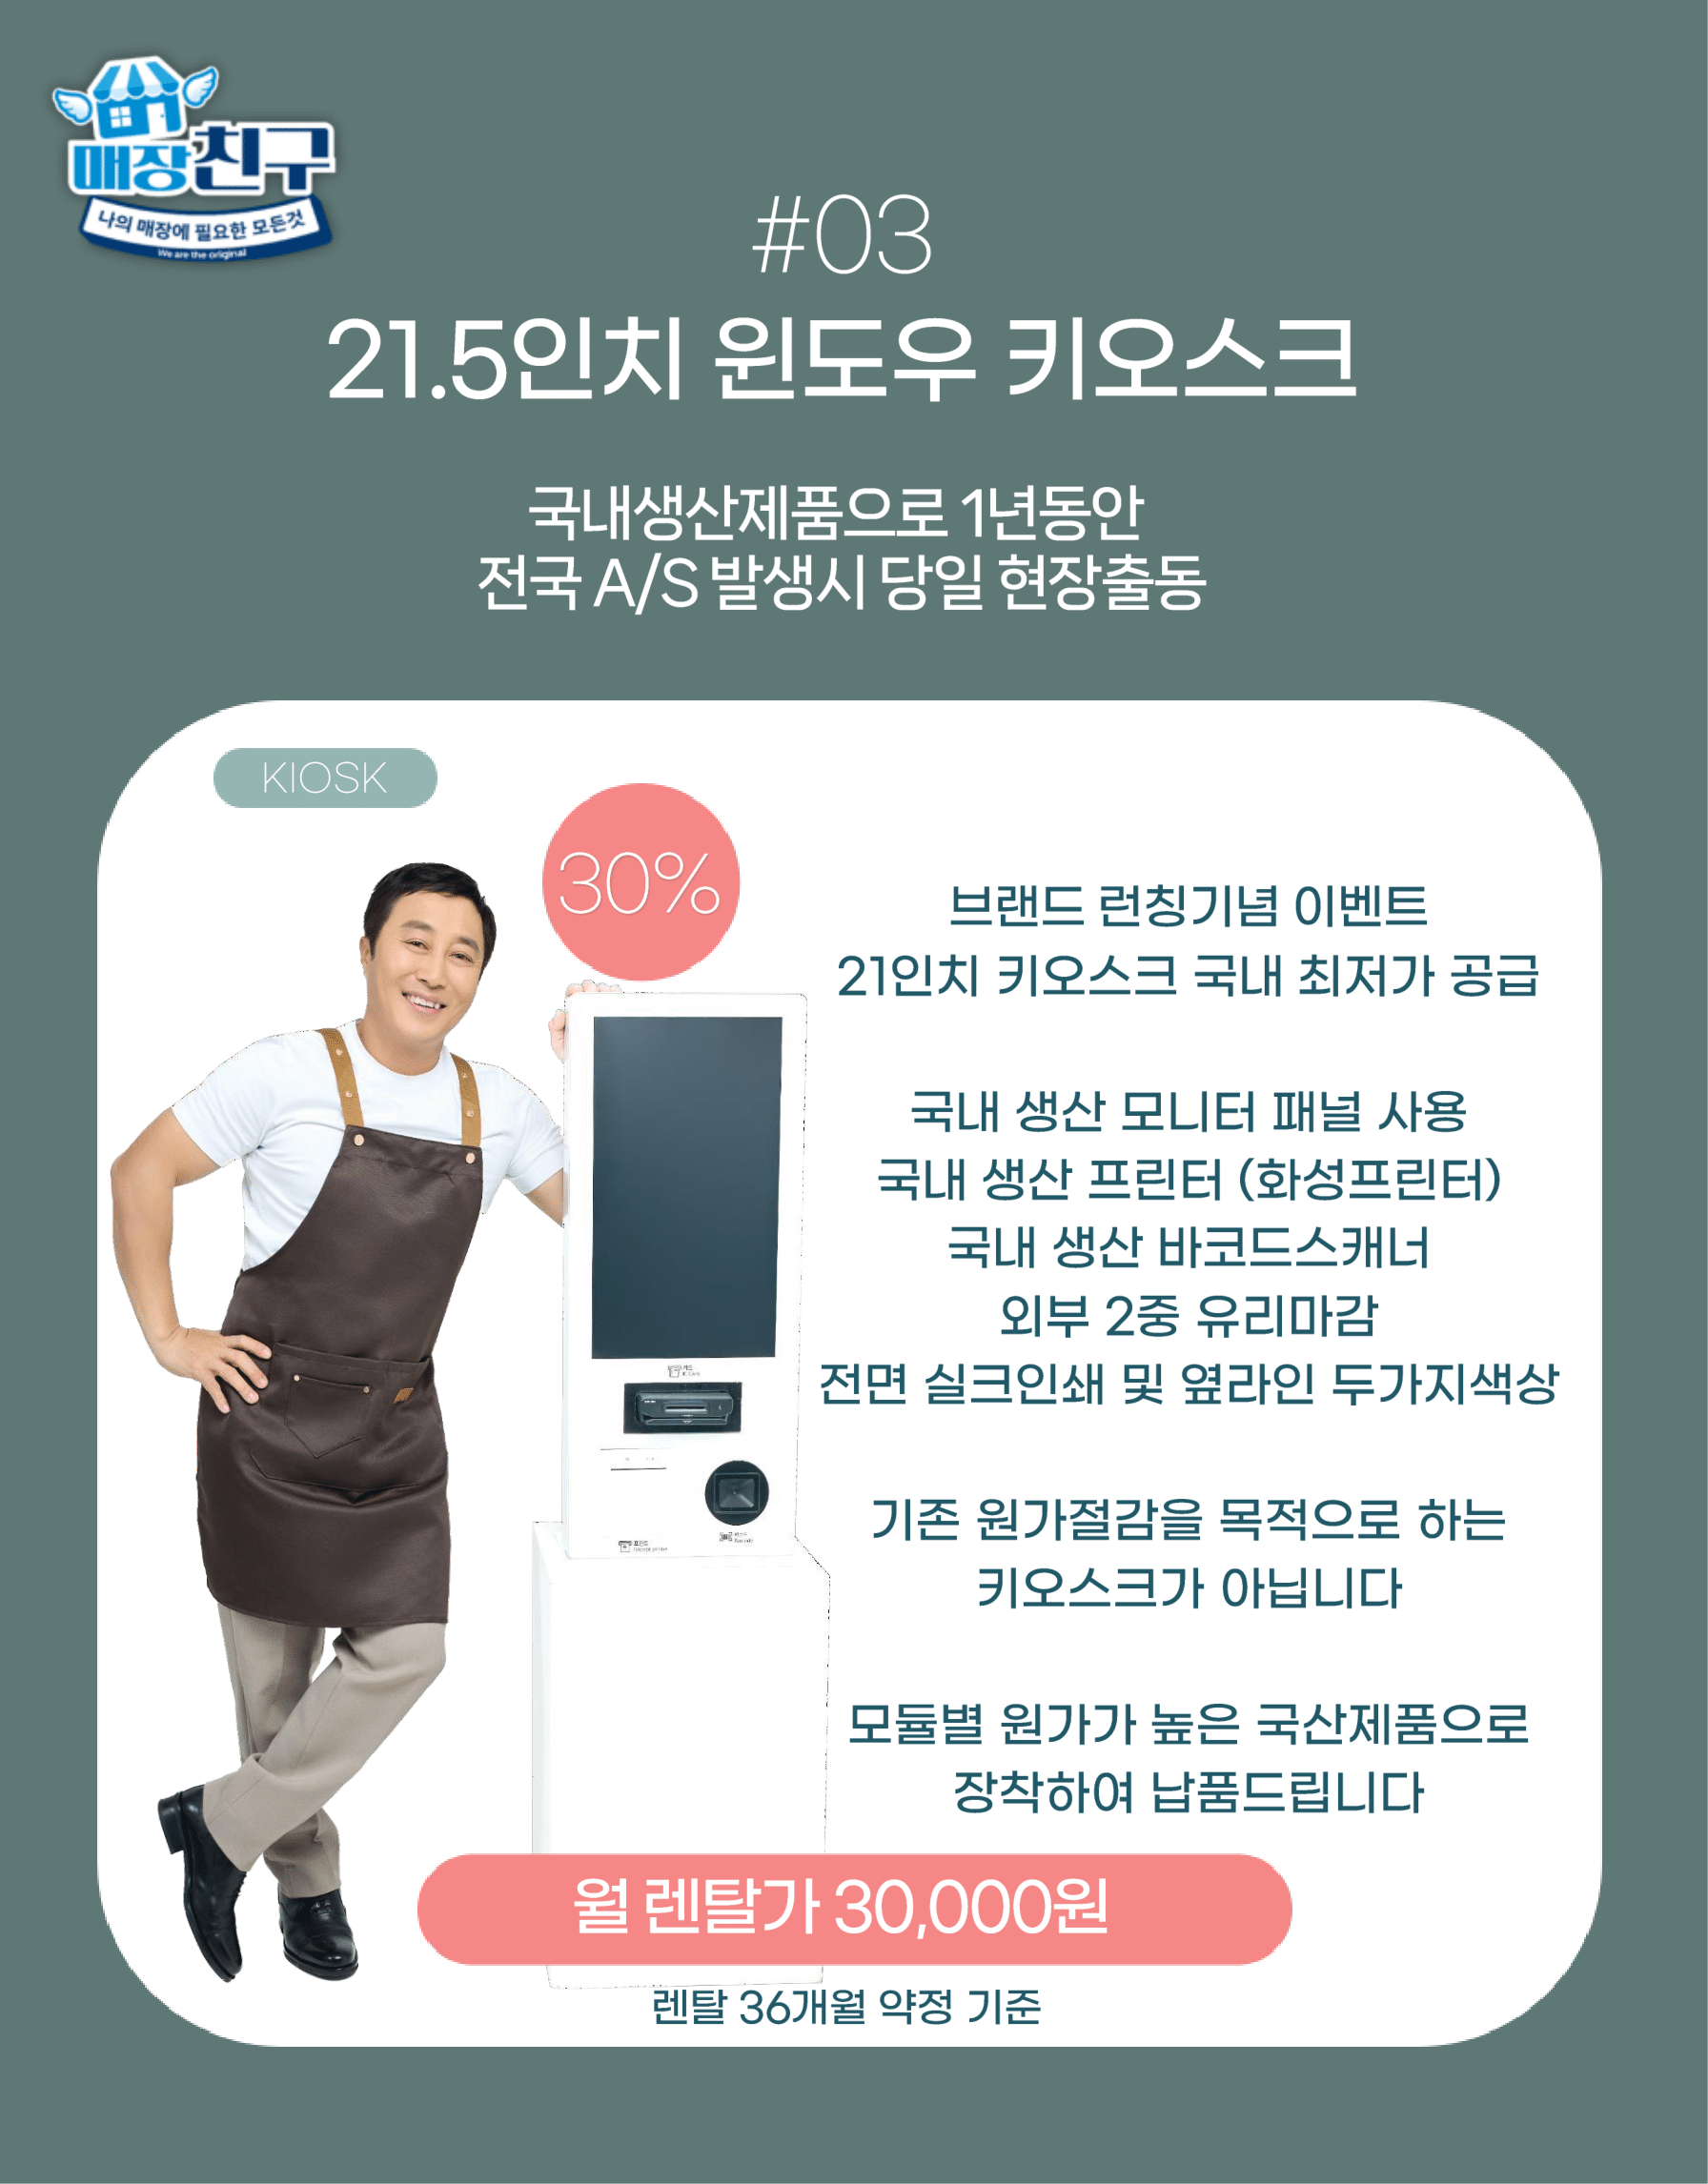 매장친구
나의 매장에 필요한 모든것
We are the original
#03
21.5인치 윈도우 키오스크
국내생산제품으로 1년동안
전국 A/S 발생시 당일 현장출동
KIOSK
30%
브랜드 런칭기념 이벤트
21인치 키오스크 국내 최저가 공급
국내 생산 모니터 패널 사용
국내 생산 프린터 (화성프린터)
국내 생산 바코드스캐너
외부 2중 유리마감
전면 실크인쇄 및 옆라인 두가지색상
기존 원가절감을 목적으로 하는
키오스크가 아닙니다
모듈별 원가가 높은 국산제품으로
장착하여 납품드립니다
IC Card
월 렌탈가 30,000원
렌탈 36개월 약정 기준